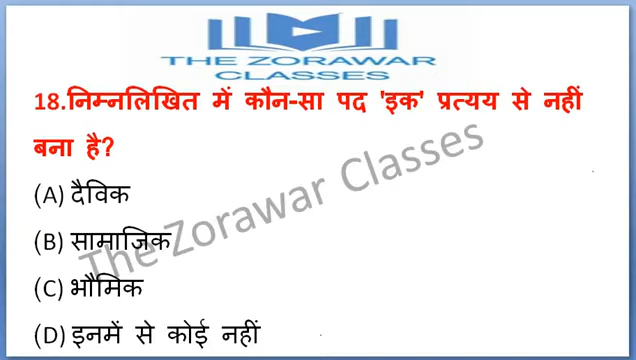 THE ZORAWAR
CLASSES
18.निम्नलिखित में कौन-सा पद 'इक' प्रत्यय से नहीं
बना है?
(A) दैविक
(B) सामाजिक
(C) भौमिक
(D) इनमें से कोई नहीं
The Zorawar Classes